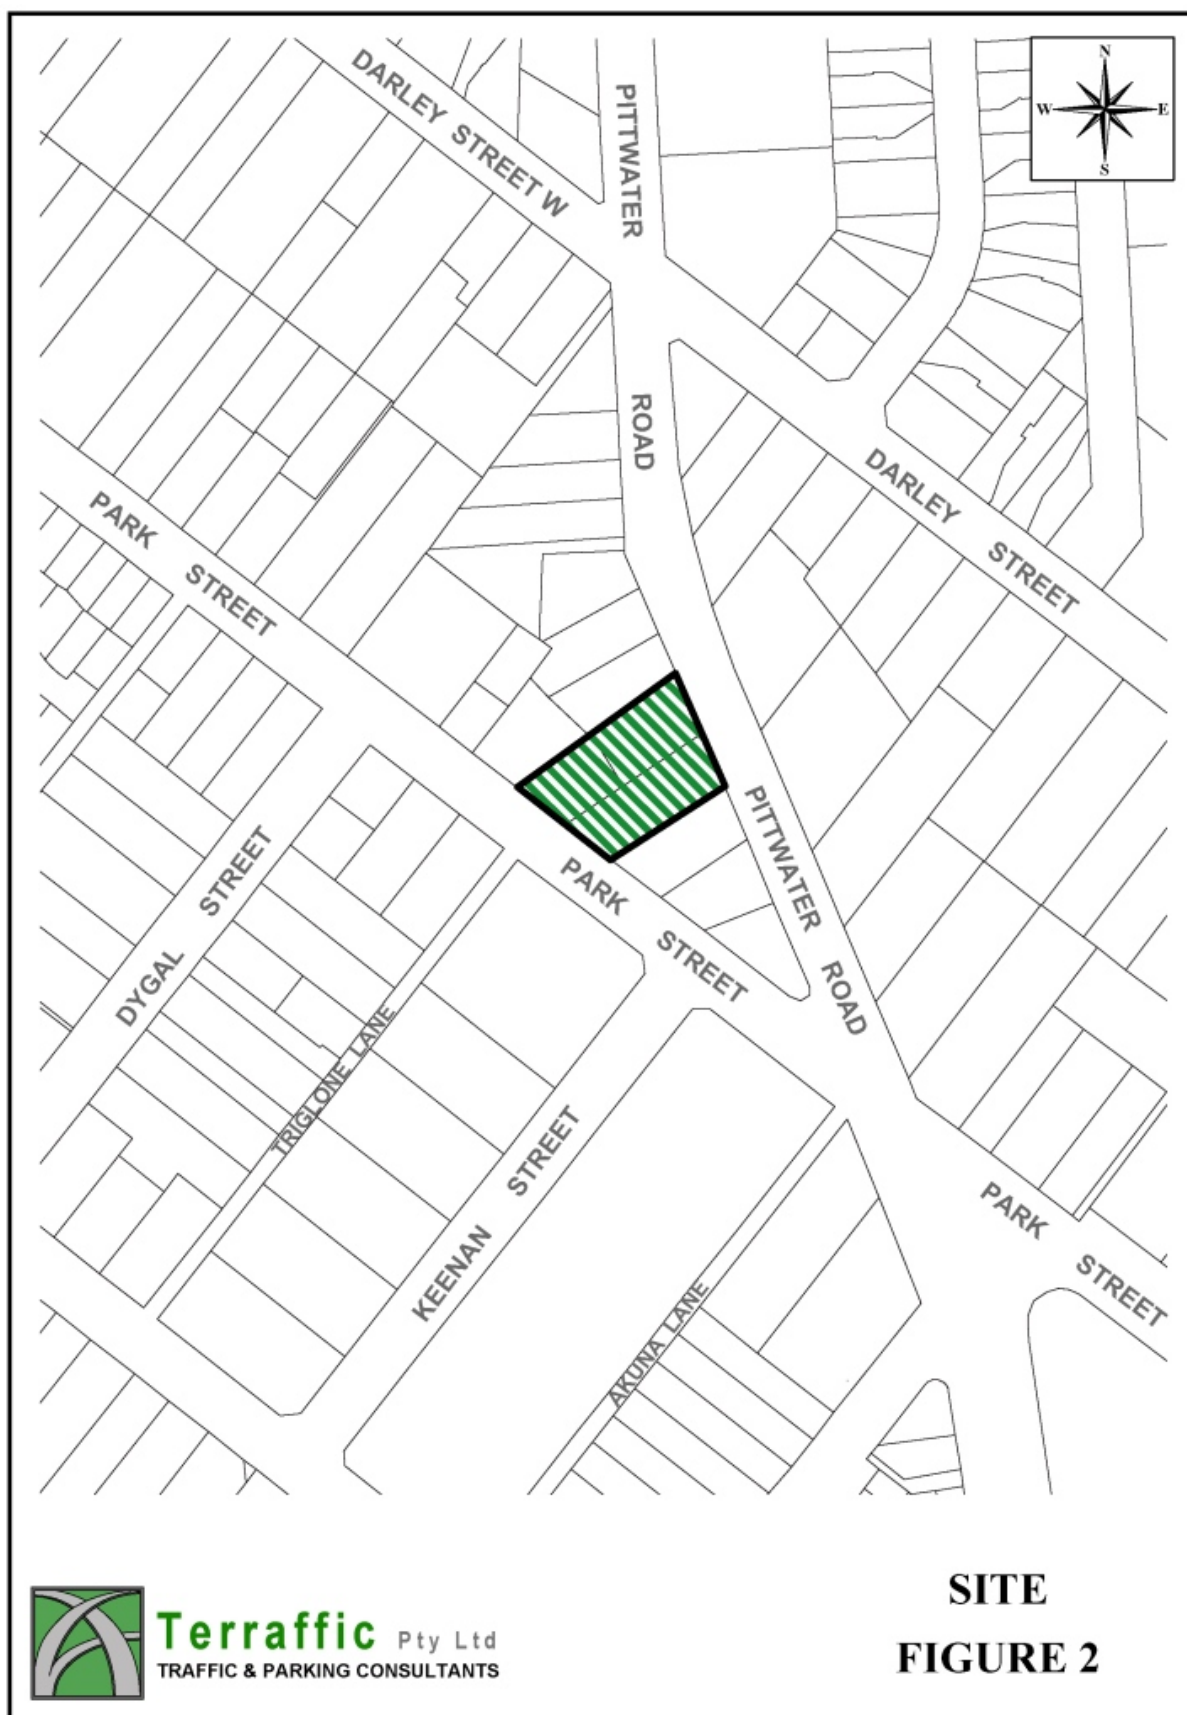 N
W E
S
DARLEY STREET W
PITTWATER
ROAD
DARLEY
STREET
PARK
STREET
PITTWATER
ROAD
PARK
STREET
DYGAL STREET
TRIGLONE LANE
KEENAN STREET
AKUNA LANE
PARK
STREET
SITE
FIGURE 2
Terraffic Pty Ltd
TRAFFIC & PARKING CONSULTANTS